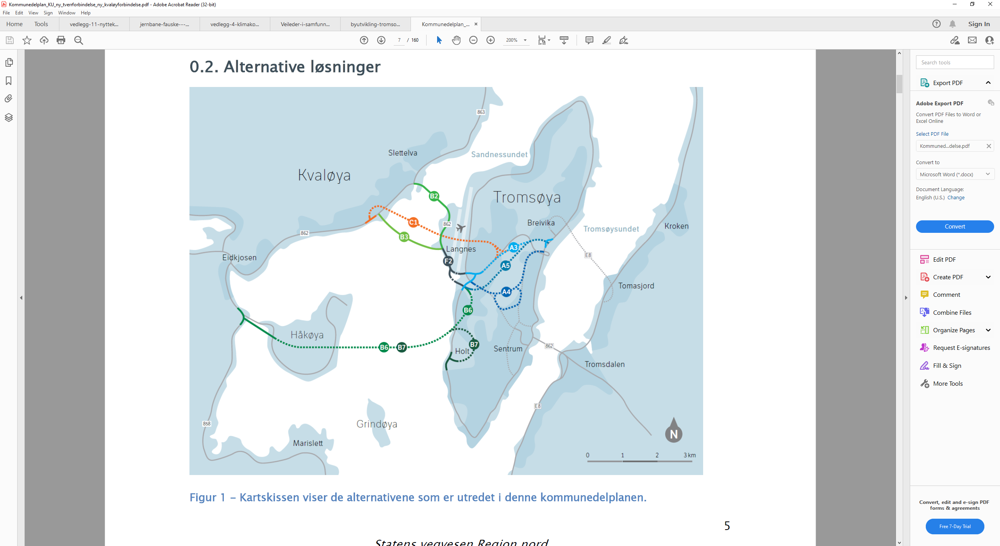 Kommunedelplan_KU_ny_tverrforbindelse_ny_kvaløyforbindelse.pdf - Adobe Acrobat Reader (32-bit)
File Edit View Sign Window Help
Home Tools vedlegg-11-nyttek... jernbane-fauske---... vedlegg-4-klimako... Veileder-i-samfunn... byutvikling-tromso... Kommunedelplan_... × Sign In
7 / 160 200%
0.2. Alternative løsninger
863
Slettelva
Sandnessundet
Kvaløya
B2
Tromsøya
C1
862
Breivika
Tromsøysundet
Kroken
862
B3
Langnes
A3
E8
Eidkjosen
F2
A5
Tomasjord
A4
B6
Håkøya
B6 B7
B7
862
Holt
Sentrum
Tromsdalen
E8
858
Grindøya
N
Marislett
0 1 2 3 km
Figur 1 – Kartskissen viser de alternativene som er utredet i denne kommunedelplanen.
5
Statens vegvesen Region nord
Search tools
Export PDF
Adobe Export PDF
Convert PDF Files to Word or
Excel Online
Select PDF File
Kommuned...delse.pdf
Convert to
Microsoft Word (*.docx)
Document Language:
English (U.S.) Change
Convert
Edit PDF
Create PDF
Comment
Combine Files
Organize Pages
Request E-signatures
Fill & Sign
More Tools
Convert, edit and e-sign PDF
forms & agreements
Free 7-Day Trial